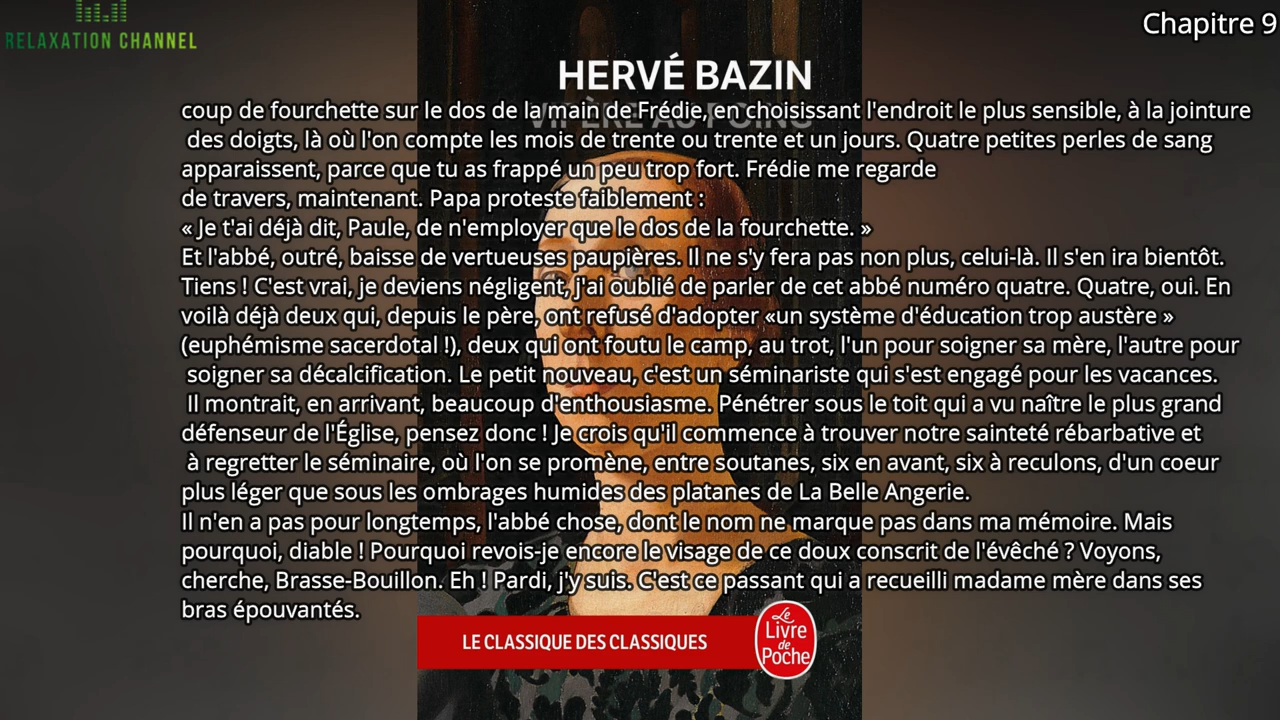 RELAXATION CHANNEL
Chapitre 9
HERVÉ BAZIN
VIPÈRE AU POING
coup de fourchette sur le dos de la main de Frédie, en choisissant l'endroit le plus sensible, à la jointure
des doigts, là où l'on compte les mois de trente ou trente et un jours. Quatre petites perles de sang
apparaissent, parce que tu as frappé un peu trop fort. Frédie me regarde
de travers, maintenant. Papa proteste faiblement :
« Je t'ai déjà dit, Paule, de n'employer que le dos de la fourchette. »
Et l'abbé, outré, baisse de vertueuses paupières. Il ne s'y fera pas non plus, celui-là. Il s'en ira bientôt.
Tiens ! C'est vrai, je deviens négligent, j'ai oublié de parler de cet abbé numéro quatre. Quatre, oui. En
voilà déjà deux qui, depuis le père, ont refusé d'adopter «un système d'éducation trop austère »
(euphémisme sacerdotal !), deux qui ont foutu le camp, au trot, l'un pour soigner sa mère, l'autre pour
soigner sa décalcification. Le petit nouveau, c'est un séminariste qui s'est engagé pour les vacances.
Il montrait, en arrivant, beaucoup d'enthousiasme. Pénétrer sous le toit qui a vu naître le plus grand
défenseur de l'Église, pensez donc ! Je crois qu'il commence à trouver notre sainteté rébarbative et
à regretter le séminaire, où l'on se promène, entre soutanes, six en avant, six à reculons, d'un coeur
plus léger que sous les ombrages humides des platanes de La Belle Angerie.
Il n'en a pas pour longtemps, l'abbé chose, dont le nom ne marque pas dans ma mémoire. Mais
pourquoi, diable ! Pourquoi revois-je encore le visage de ce doux conscrit de l'évêché ? Voyons,
cherche, Brasse-Bouillon. Eh ! Pardi, j'y suis. C'est ce passant qui a recueilli madame mère dans ses
bras épouvantés.
LE CLASSIQUE DES CLASSIQUES
Le
Livre
de
Poche